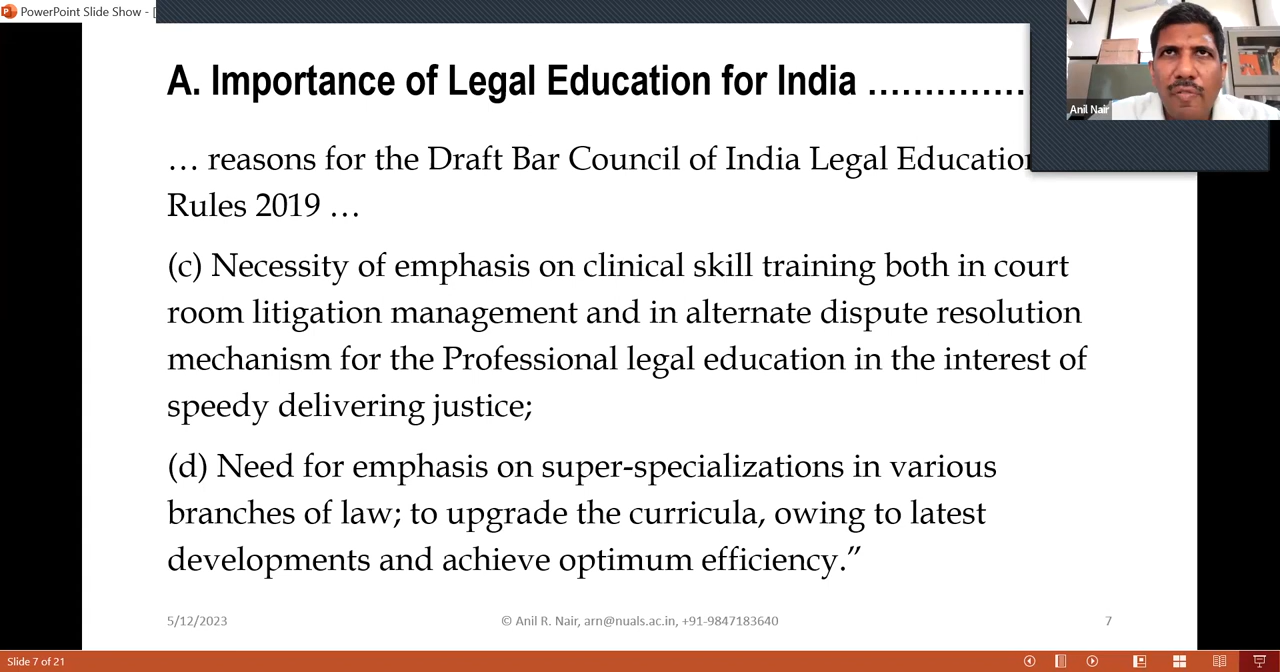 PowerPoint Slide Show - [
A. Importance of Legal Education for India ……………
Anil Nair
… reasons for the Draft Bar Council of India Legal Education
Rules 2019 …
(c) Necessity of emphasis on clinical skill training both in court
room litigation management and in alternate dispute resolution
mechanism for the Professional legal education in the interest of
speedy delivering justice;
(d) Need for emphasis on super-specializations in various
branches of law; to upgrade the curricula, owing to latest
developments and achieve optimum efficiency.”
5/12/2023 © Anil R. Nair, arn@nuals.ac.in, +91-9847183640 7
Slide 7 of 21